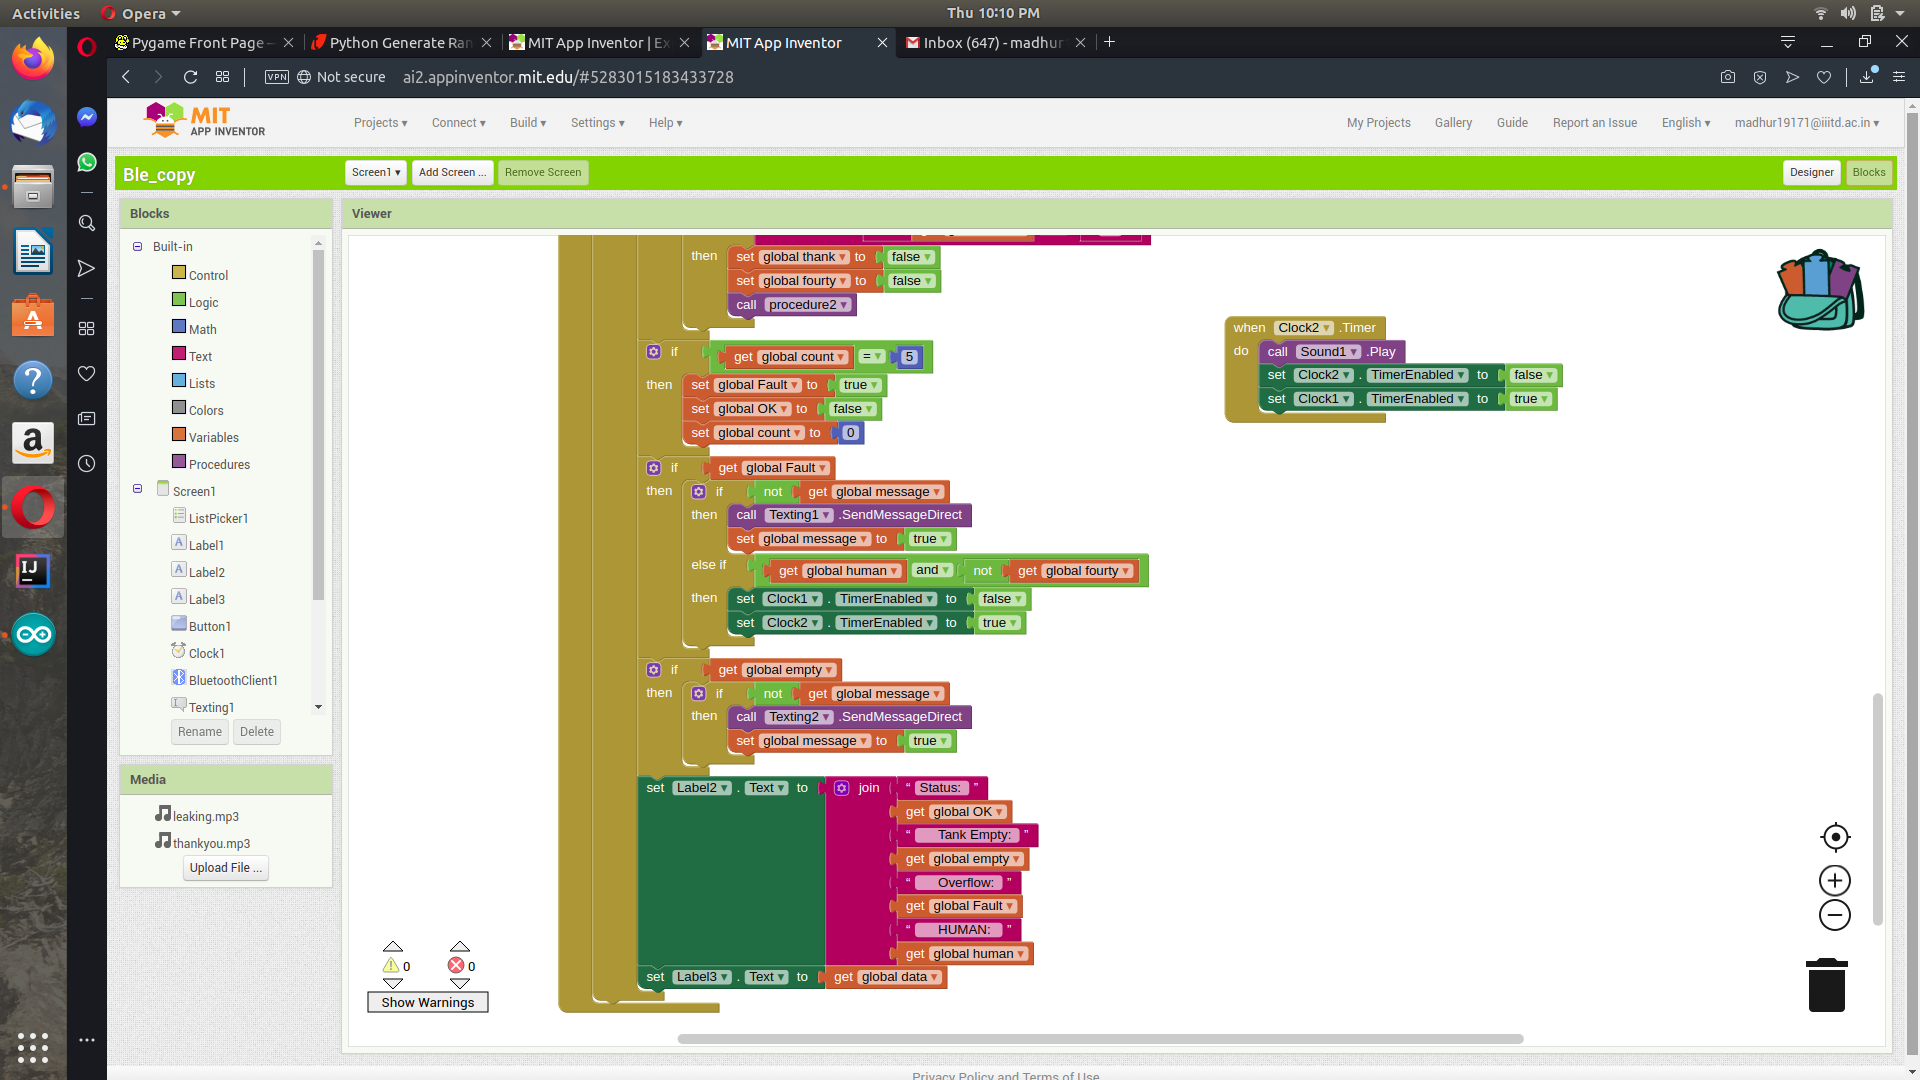 Activities
Opera
Thu 10:10 PM
Pygame Front Page
Python Generate Ran
MIT App Inventor | Ex
MIT App Inventor
Inbox (647) - madhur
VPN
Not secure
ai2.appinventor.mit.edu/#5283015183433728
MIT
APP INVENTOR
Projects
Connect
Build
Settings
Help
My Projects
Gallery
Guide
Report an Issue
English
madhur19171@iiitd.ac.in
Ble_copy
Screen1
Add Screen ...
Remove Screen
Designer
Blocks
Blocks
Viewer
Built-in
Control
Logic
Math
Text
Lists
Colors
Variables
Procedures
Screen1
ListPicker1
Label1
Label2
Label3
Button1
Clock1
BluetoothClient1
Texting1
Rename
Delete
Media
leaking.mp3
thankyou.mp3
Upload File ...
then set global thank to false
set global fourty to false
call procedure2
if get global count = 5
then set global Fault to true
set global OK to false
set global count to 0
if get global Fault
then if not get global message
then call Texting1 .SendMessageDirect
set global message to true
else if get global human and not get global fourty
then set Clock1 . TimerEnabled to false
set Clock2 . TimerEnabled to true
if get global empty
then if not get global message
then call Texting2 .SendMessageDirect
set global message to true
set Label2 . Text to join “ Status: ”
get global OK
“ Tank Empty: ”
get global empty
“ Overflow: ”
get global Fault
“ HUMAN: ”
get global human
set Label3 . Text to get global data
when Clock2 .Timer
do call Sound1 .Play
set Clock2 . TimerEnabled to false
set Clock1 . TimerEnabled to true
0
0
Show Warnings
Privacy Policy and Terms of Use